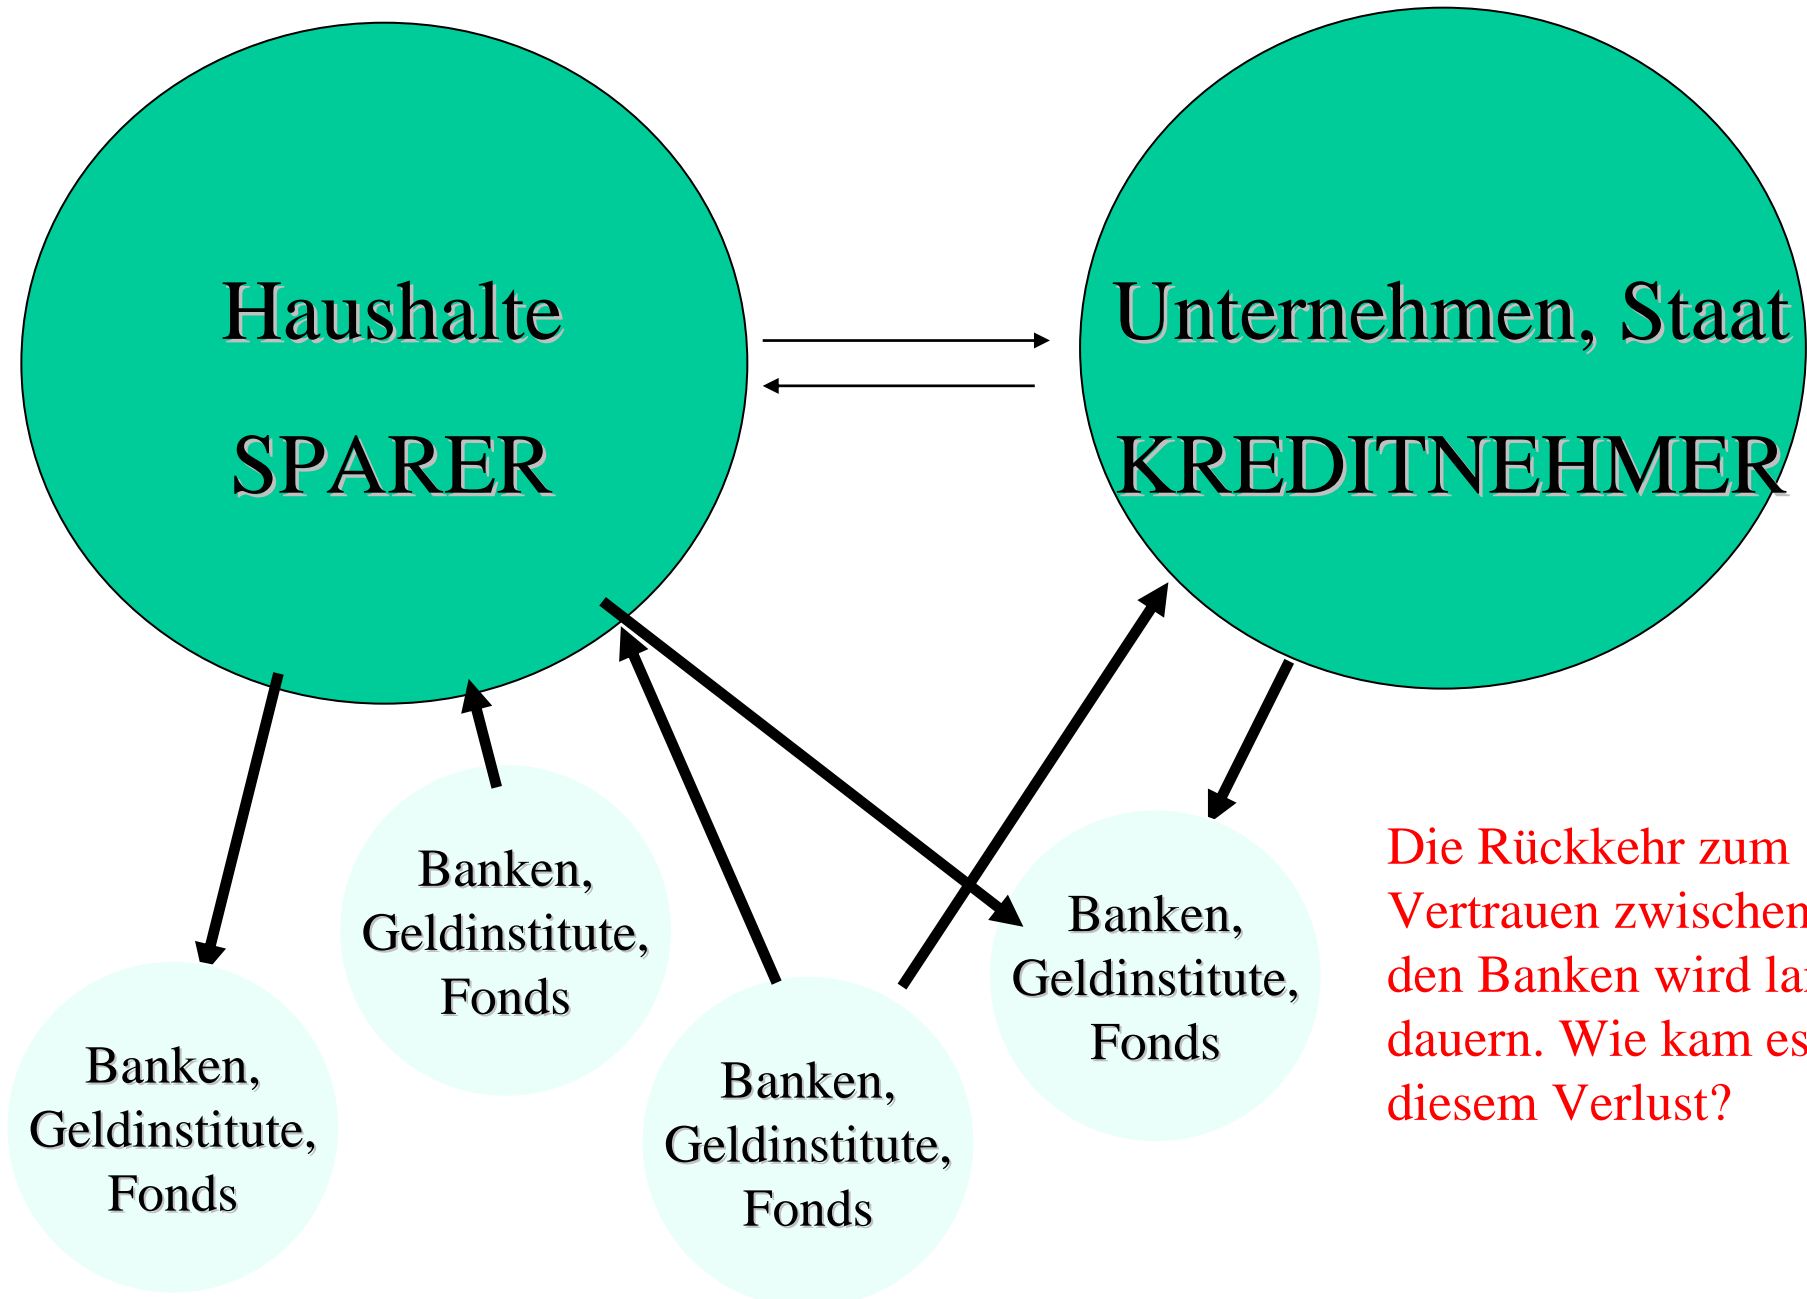 Haushalte
SPARER
Unternehmen, Staat
KREDITNEHMER
Banken,
Geldinstitute,
Fonds
Banken,
Geldinstitute,
Fonds
Banken,
Geldinstitute,
Fonds
Banken,
Geldinstitute,
Fonds
Die Rückkehr zum
Vertrauen zwischen
den Banken wird
dauern. Wie kam es
diesem Verlust?